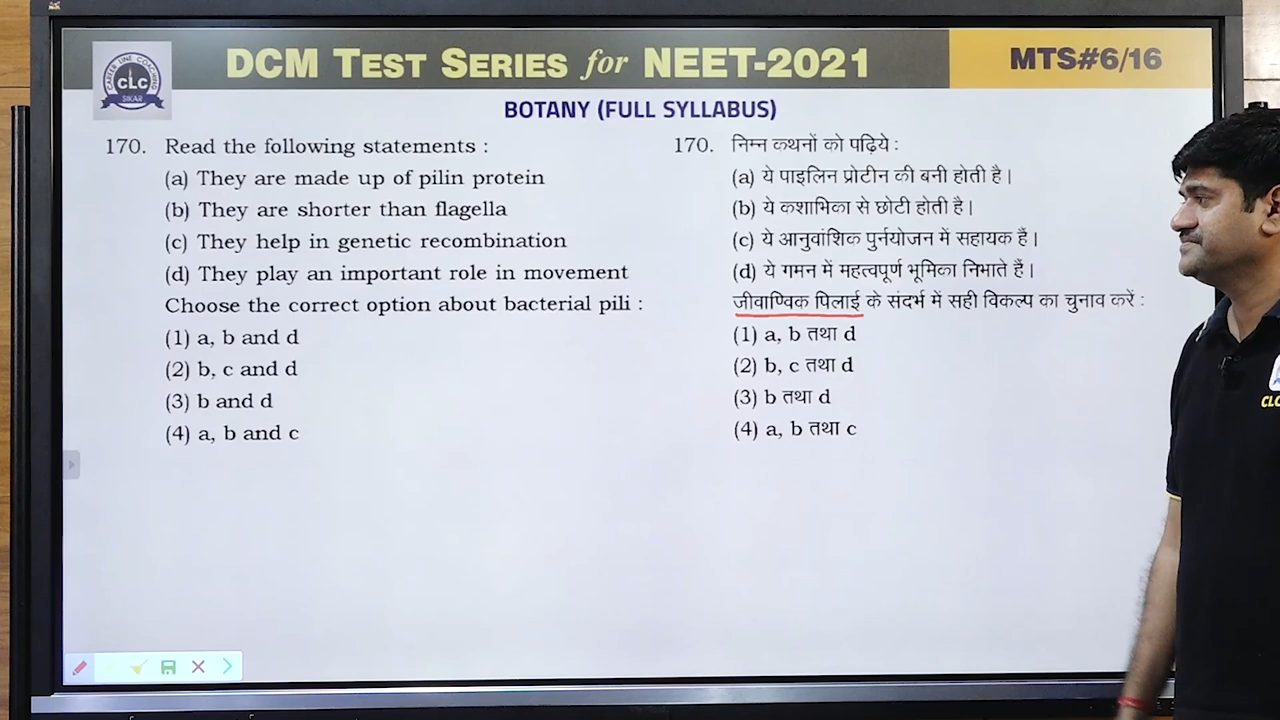 CAREER LINE COACHING
CLC
SIKAR
DCM TEST SERIES for NEET-2021
MTS#6/16
BOTANY (FULL SYLLABUS)
170. Read the following statements :
(a) They are made up of pilin protein
(b) They are shorter than flagella
(c) They help in genetic recombination
(d) They play an important role in movement
Choose the correct option about bacterial pili :
(1) a, b and d
(2) b, c and d
(3) b and d
(4) a, b and c
170. निम्न कथनों को पढ़िये :
(a) ये पाइलिन प्रोटीन की बनी होती है।
(b) ये कशाभिका से छोटी होती है।
(c) ये आनुवांशिक पुर्नयोजन में सहायक हैं।
(d) ये गमन में महत्वपूर्ण भूमिका निभाते हैं।
जीवाण्विक पिलाई के संदर्भ में सही विकल्प का चुनाव करें :
(1) a, b तथा d
(2) b, c तथा d
(3) b तथा d
(4) a, b तथा c